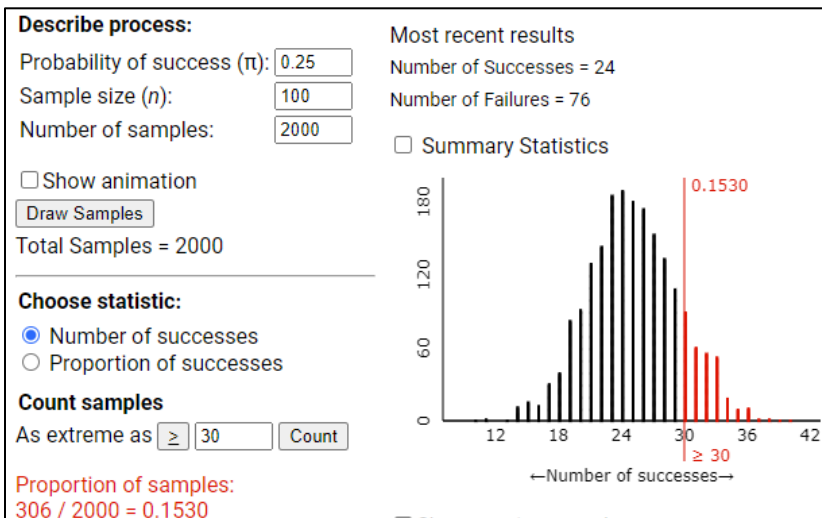 Describe process:
Probability of success (π): 0.25
Sample size (n): 100
Number of samples: 2000
Show animation
Draw Samples
Total Samples = 2000
Choose statistic:
Number of successes
Proportion of successes
Count samples
As extreme as ≥ 30 Count
Proportion of samples:
306 / 2000 = 0.1530
Most recent results
Number of Successes = 24
Number of Failures = 76
Summary Statistics
0.1530
180
120
60
0
12 18 24 30 36 42
≥ 30
←Number of successes→